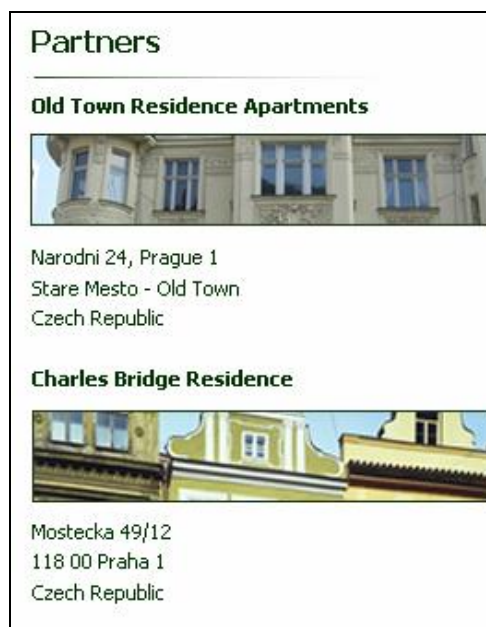 Partners
Old Town Residence Apartments
Narodni 24, Prague 1
Stare Mesto - Old Town
Czech Republic
Charles Bridge Residence
Mostecka 49/12
118 00 Praha 1
Czech Republic